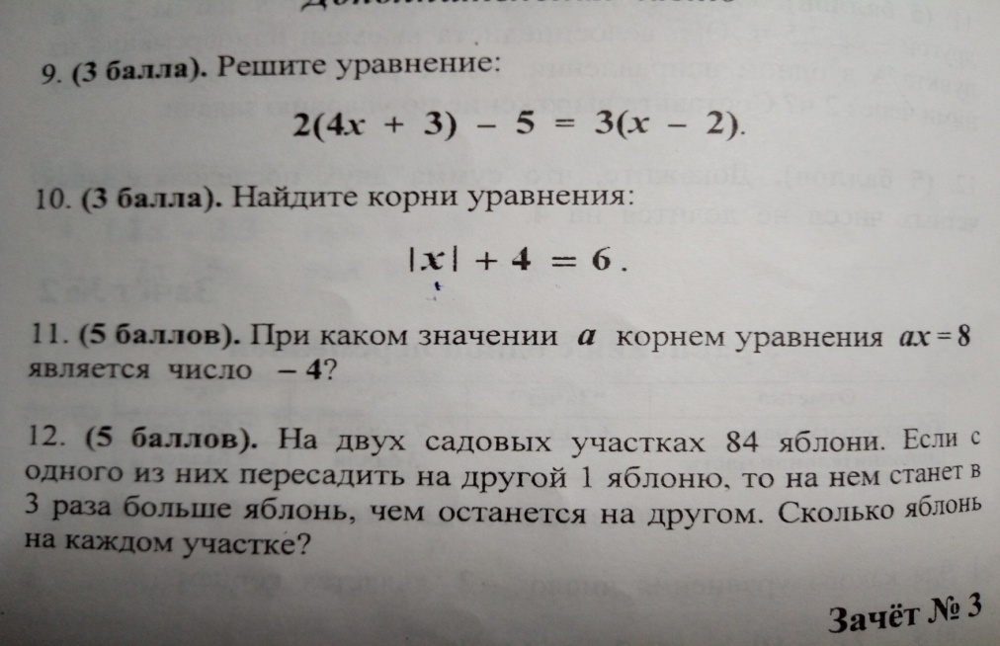 9. (3 балла). Решите уравнение:
2(4x + 3) – 5 = 3(x – 2).
10. (3 балла). Найдите корни уравнения:
|x| + 4 = 6.
11. (5 баллов). При каком значении a корнем уравнения ax = 8
является число – 4?
12. (5 баллов). На двух садовых участках 84 яблони. Если с
одного из них пересадить на другой 1 яблоню, то на нем станет в
3 раза больше яблонь, чем останется на другом. Сколько яблонь
на каждом участке?
Зачёт № 3